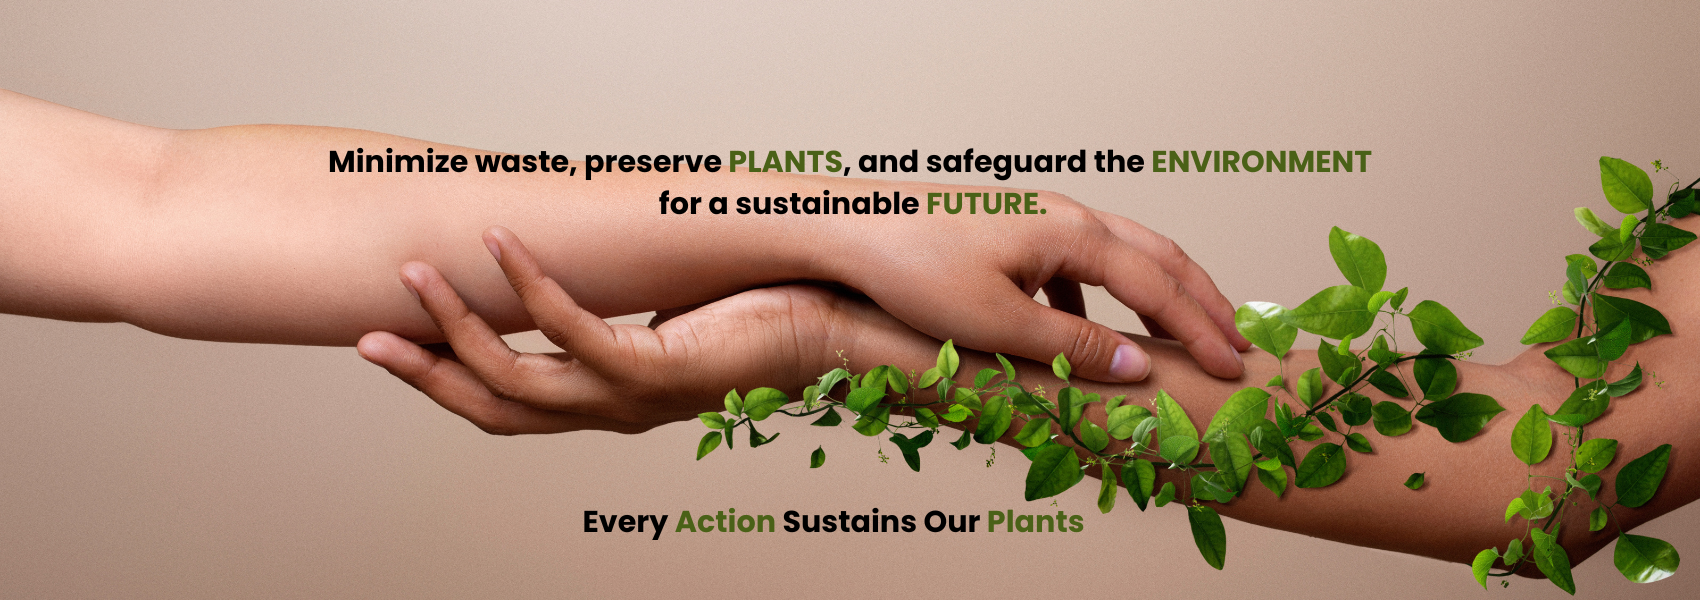 Minimize waste, preserve PLANTS, and safeguard the ENVIRONMENT
for a sustainable FUTURE.
Every Action Sustains Our Plants